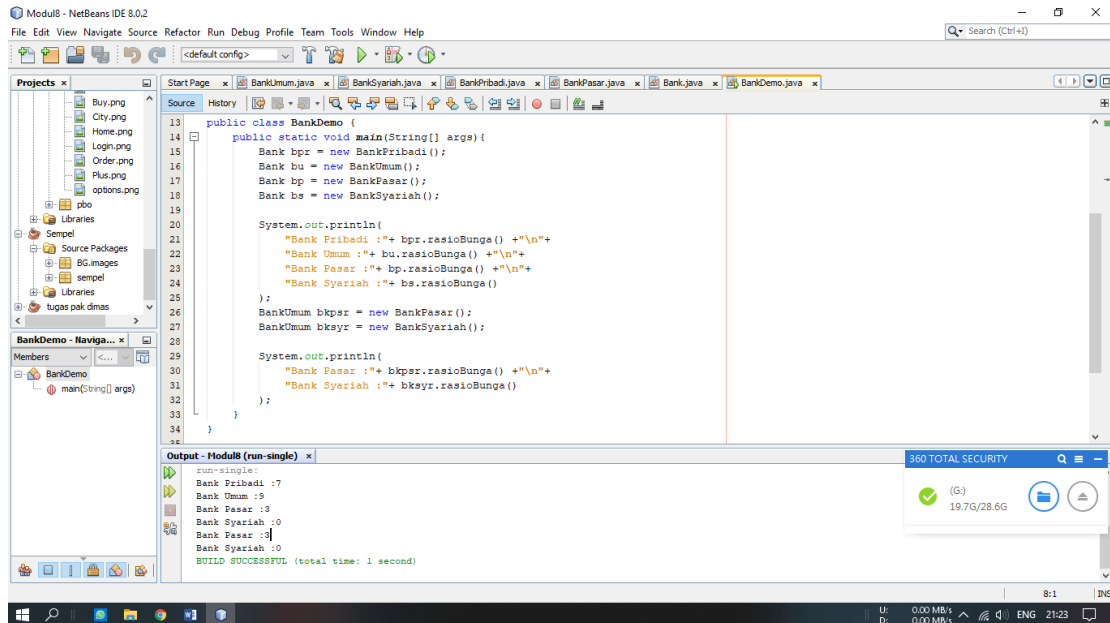 Modul8 - NetBeans IDE 8.0.2
File Edit View Navigate Source Refactor Run Debug Profile Team Tools Window Help
Search (Ctrl+I)
<default config>
Projects
Buy.png
City.png
Home.png
Login.png
Order.png
Plus.png
options.png
pbo
Libraries
Sempel
Source Packages
BG.images
sempel
Libraries
tugas pak dimas
BankDemo - Naviga...
Members
<...
BankDemo
main(String[] args)
Start Page BankUmum.java BankSyariah.java BankPribadi.java BankPasar.java Bank.java BankDemo.java
Source History
13 public class BankDemo {
14 public static void main(String[] args){
15 Bank bpr = new BankPribadi();
16 Bank bu = new BankUmum();
17 Bank bp = new BankPasar();
18 Bank bs = new BankSyariah();
19
20 System.out.println(
21 "Bank Pribadi :"+ bpr.rasioBunga() +"\n"+
22 "Bank Umum :"+ bu.rasioBunga() +"\n"+
23 "Bank Pasar :"+ bp.rasioBunga() +"\n"+
24 "Bank Syariah :"+ bs.rasioBunga()
25 );
26 BankUmum bkpsr = new BankPasar();
27 BankUmum bksyr = new BankSyariah();
28
29 System.out.println(
30 "Bank Pasar :"+ bkpsr.rasioBunga() +"\n"+
31 "Bank Syariah :"+ bksyr.rasioBunga()
32 );
33 }
34 }
Output - Modul8 (run-single)
run-single:
Bank Pribadi :7
Bank Umum :9
Bank Pasar :3
Bank Syariah :0
Bank Pasar :3
Bank Syariah :0
BUILD SUCCESSFUL (total time: 1 second)
360 TOTAL SECURITY
(G:)
19.7G/28.6G
8:1 INS
U: 0.00 MB/s
D: 0.00 MB/s
ENG 21:23